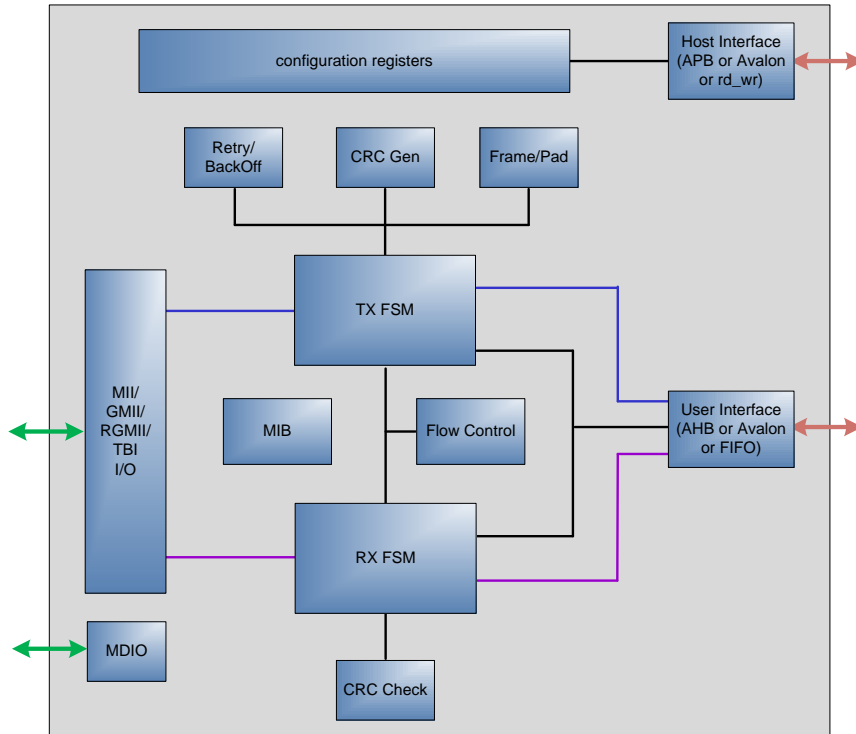 configuration registers
Host Interface
(APB or Avalon
or rd_wr)
Retry/
BackOff
CRC Gen
Frame/Pad
TX FSM
MII/
GMII/
RGMII/
TBI
I/O
MIB
Flow Control
User Interface
(AHB or Avalon
or FIFO)
RX FSM
MDIO
CRC Check